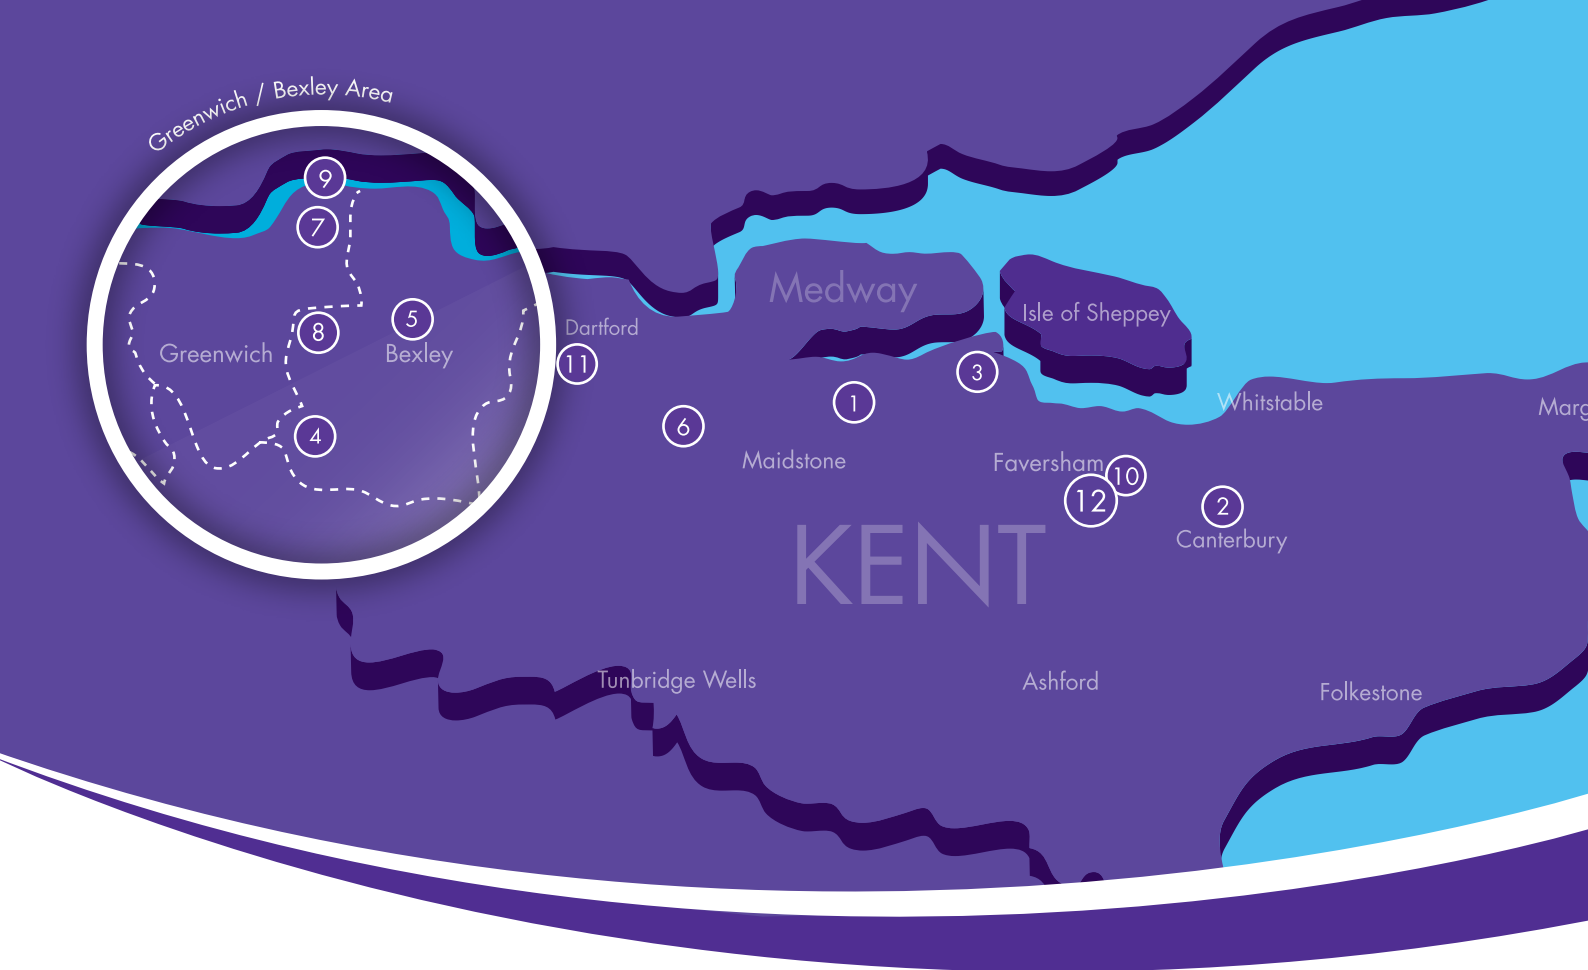 Greenwich / Bexley Area
9
7
5
8
Greenwich
Bexley
4
Medway
Isle of Sheppey
Dartford
11
3
1
6
Whitstable
Marg
Maidstone
Faversham
10
12
2
Canterbury
KENT
Tunbridge Wells
Ashford
Folkestone